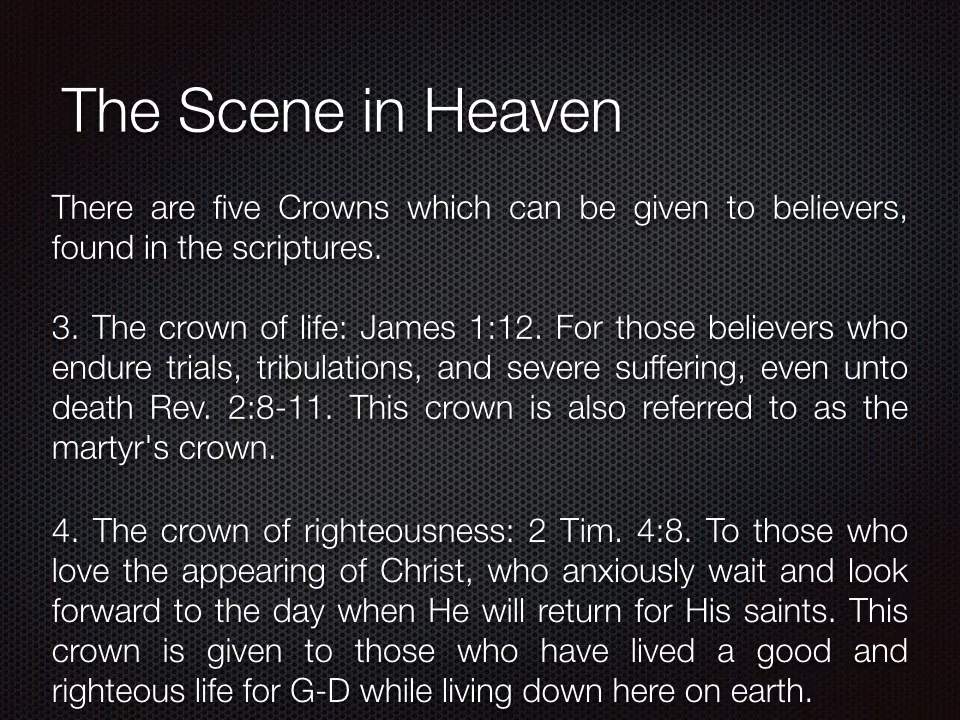 The Scene in Heaven
There are five Crowns which can be given to believers,
found in the scriptures.
3. The crown of life: James 1:12. For those believers who
endure trials, tribulations, and severe suffering, even unto
death Rev. 2:8-11. This crown is also referred to as the
martyr's crown.
4. The crown of righteousness: 2 Tim. 4:8. To those who
love the appearing of Christ, who anxiously wait and look
forward to the day when He will return for His saints. This
crown is given to those who have lived a good and
righteous life for G-D while living down here on earth.